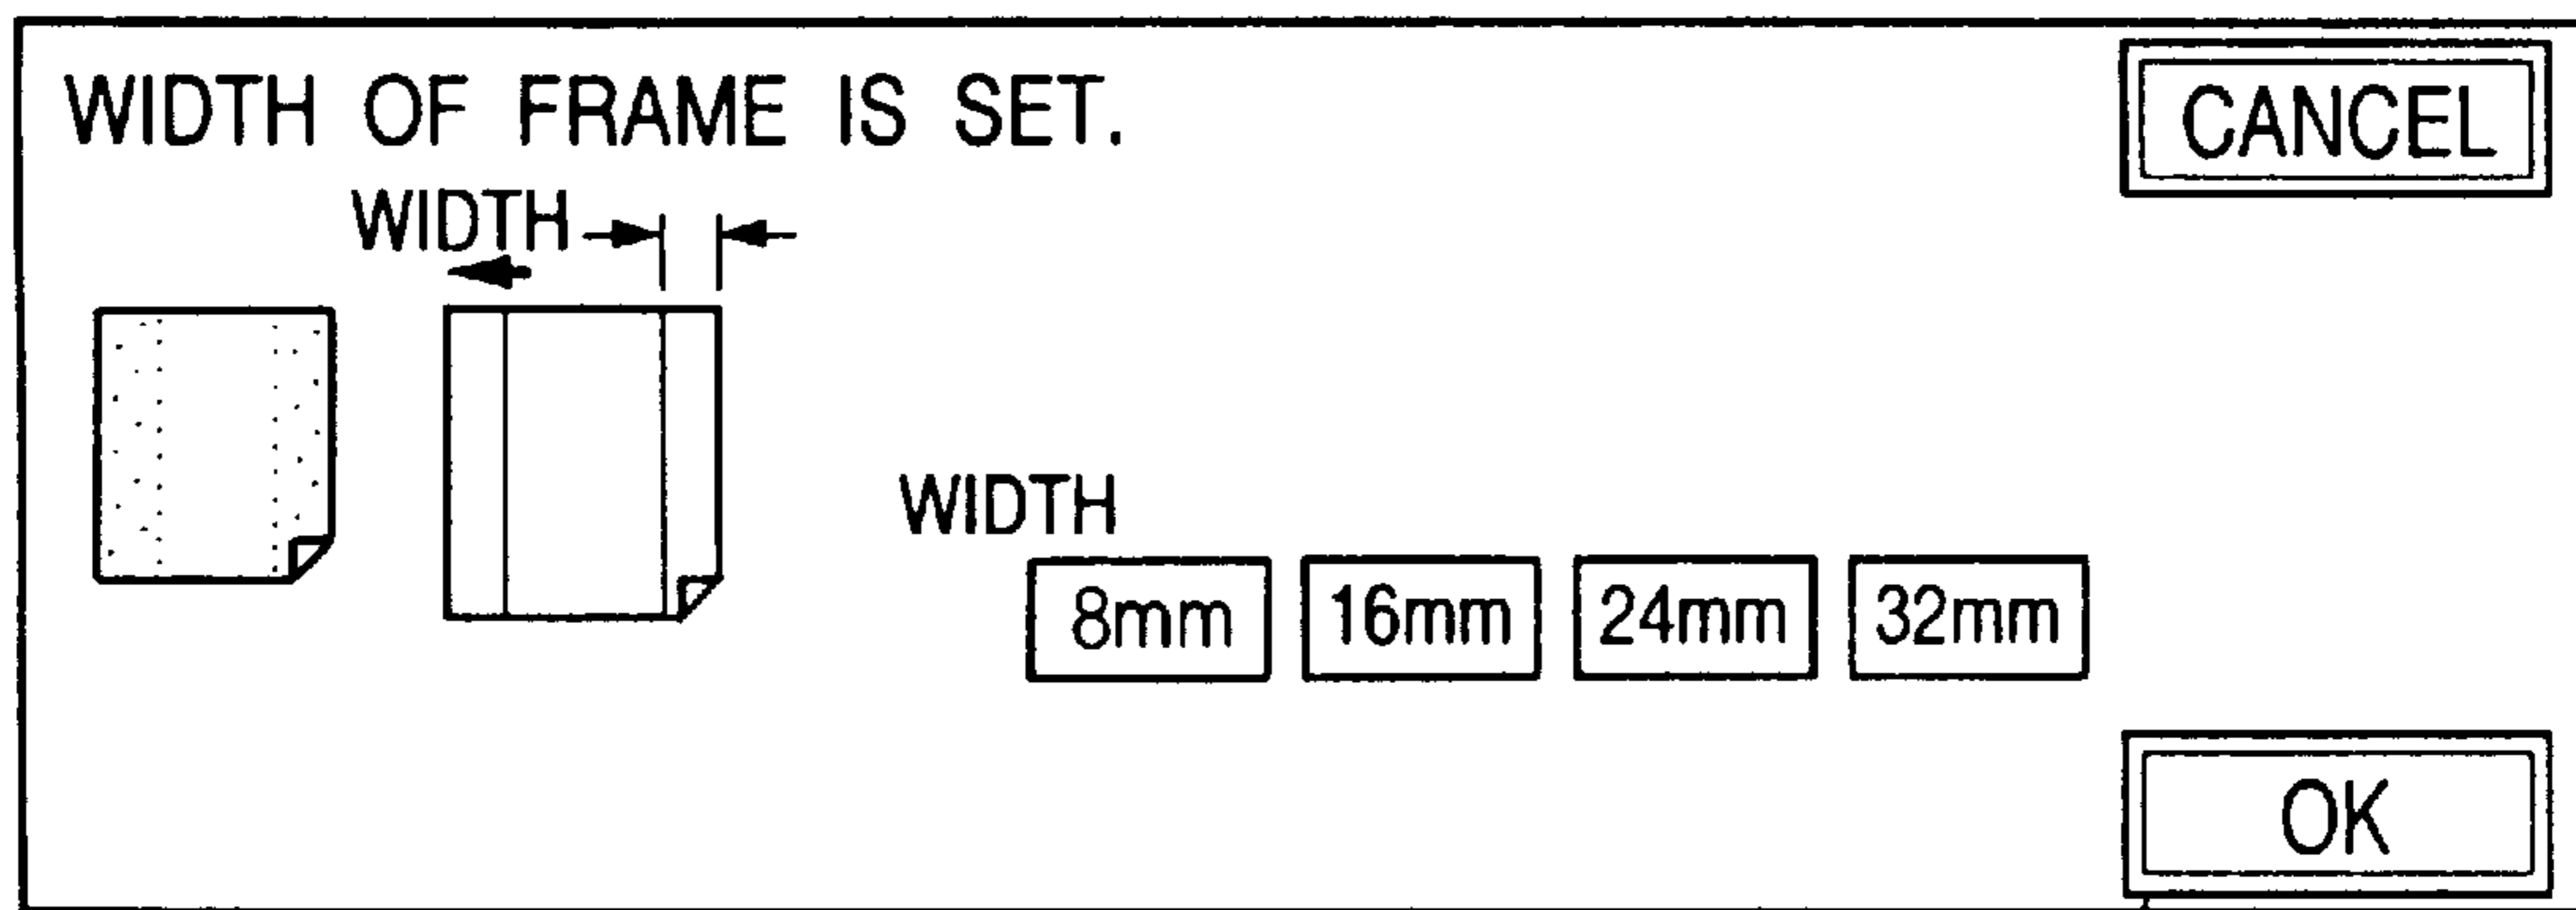 WIDTH OF FRAME IS SET.
CANCEL
WIDTH
WIDTH
8mm 16mm 24mm 32mm
OK